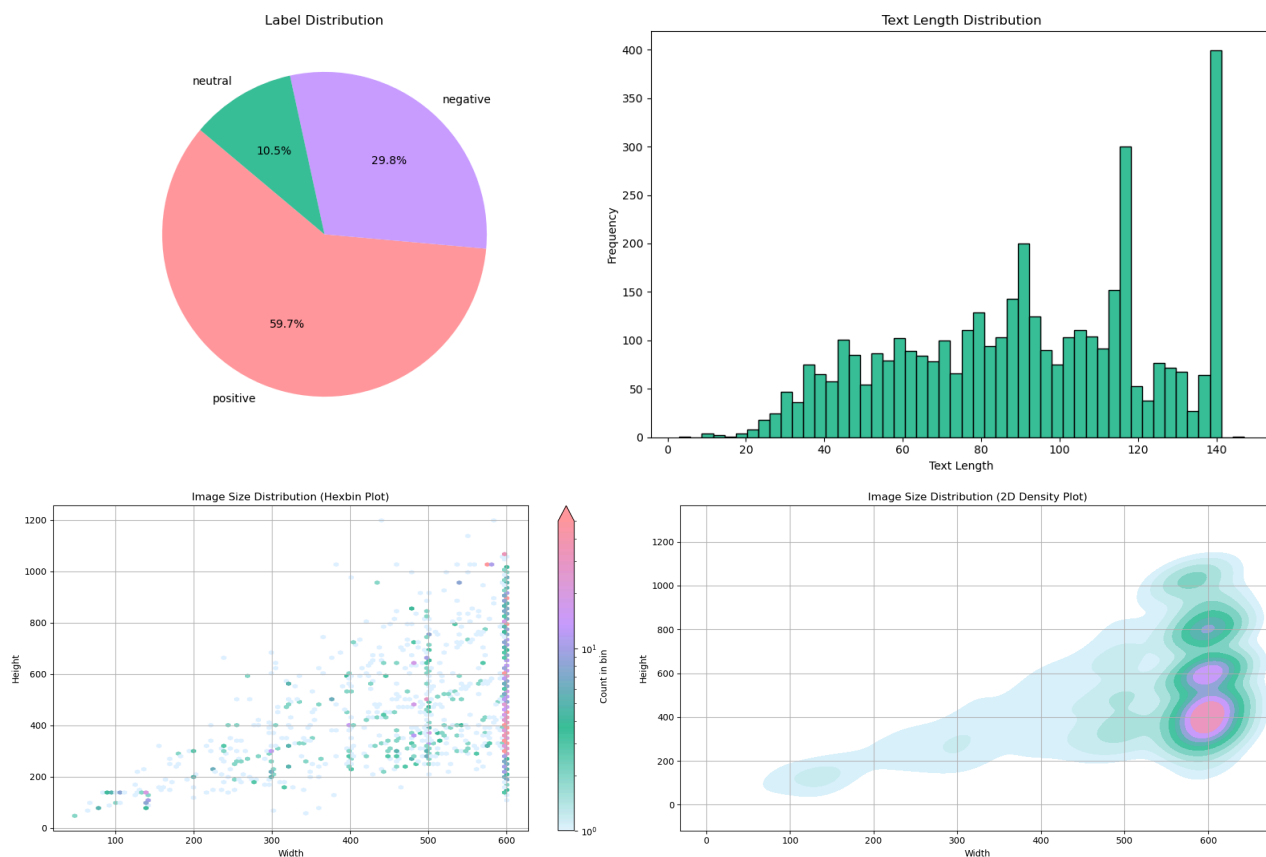 Label Distribution
neutral
negative
10.5%
29.8%
59.7%
positive
Text Length Distribution
Frequency
400
350
300
250
200
150
100
50
0
0 20 40 60 80 100 120 140
Text Length
Image Size Distribution (Hexbin Plot)
Height
1200
1000
800
600
400
200
0
100 200 300 400 500 600
Width
10¹
10⁰
Count in bin
Image Size Distribution (2D Density Plot)
Height
1200
1000
800
600
400
200
0
0 100 200 300 400 500 600
Width